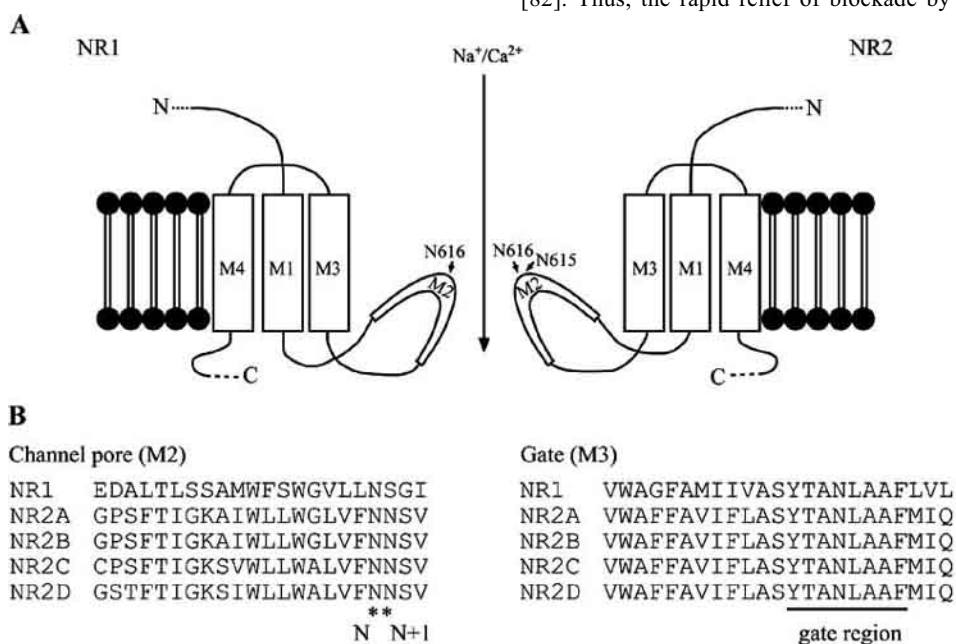 [82]. Thus, the rapid relief of blockade by
A
NR1
Na⁺/Ca²⁺
NR2
N
N
N616
N616
N615
M4
M1
M3
M2
M2
M3
M1
M4
C
C
B
Channel pore (M2)
NR1 EDALTLSSAMWFSWGVLLNSGI
NR2A GPSFTIGKAIWLLWGLVFNNSV
NR2B GPSFTIGKAIWLLWGLVFNNSV
NR2C CPSFTIGKSVWLLWALVFNNSV
NR2D GSTFTIGKSIWLLWALVFNNSV
**
N N+1
Gate (M3)
NR1 VWAGFAMIIVASYTANLAAFLVL
NR2A VWAFFAVIFLASYTANLAAFMIQ
NR2B VWAFFAVIFLASYTANLAAFMIQ
NR2C VWAFFAVIFLASYTANLAAFMIQ
NR2D VWAFFAVIFLASYTANLAAFMIQ
gate region